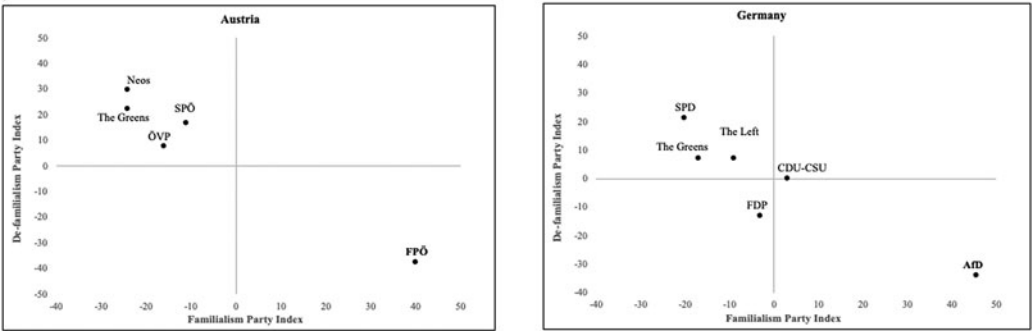 Austria
50
40
30
20
10
0
-10
-20
-30
-40
-50
De-familialism Party Index
Neos
The Greens
SPÖ
ÖVP
FPÖ
-40 -30 -20 -10 0 10 20 30 40 50
Familialism Party Index
Germany
50
40
30
20
10
0
-10
-20
-30
-40
De-familialism Party Index
SPD
The Left
The Greens
CDU-CSU
FDP
AfD
-40 -30 -20 -10 0 10 20 30 40 50
Familialism Party Index